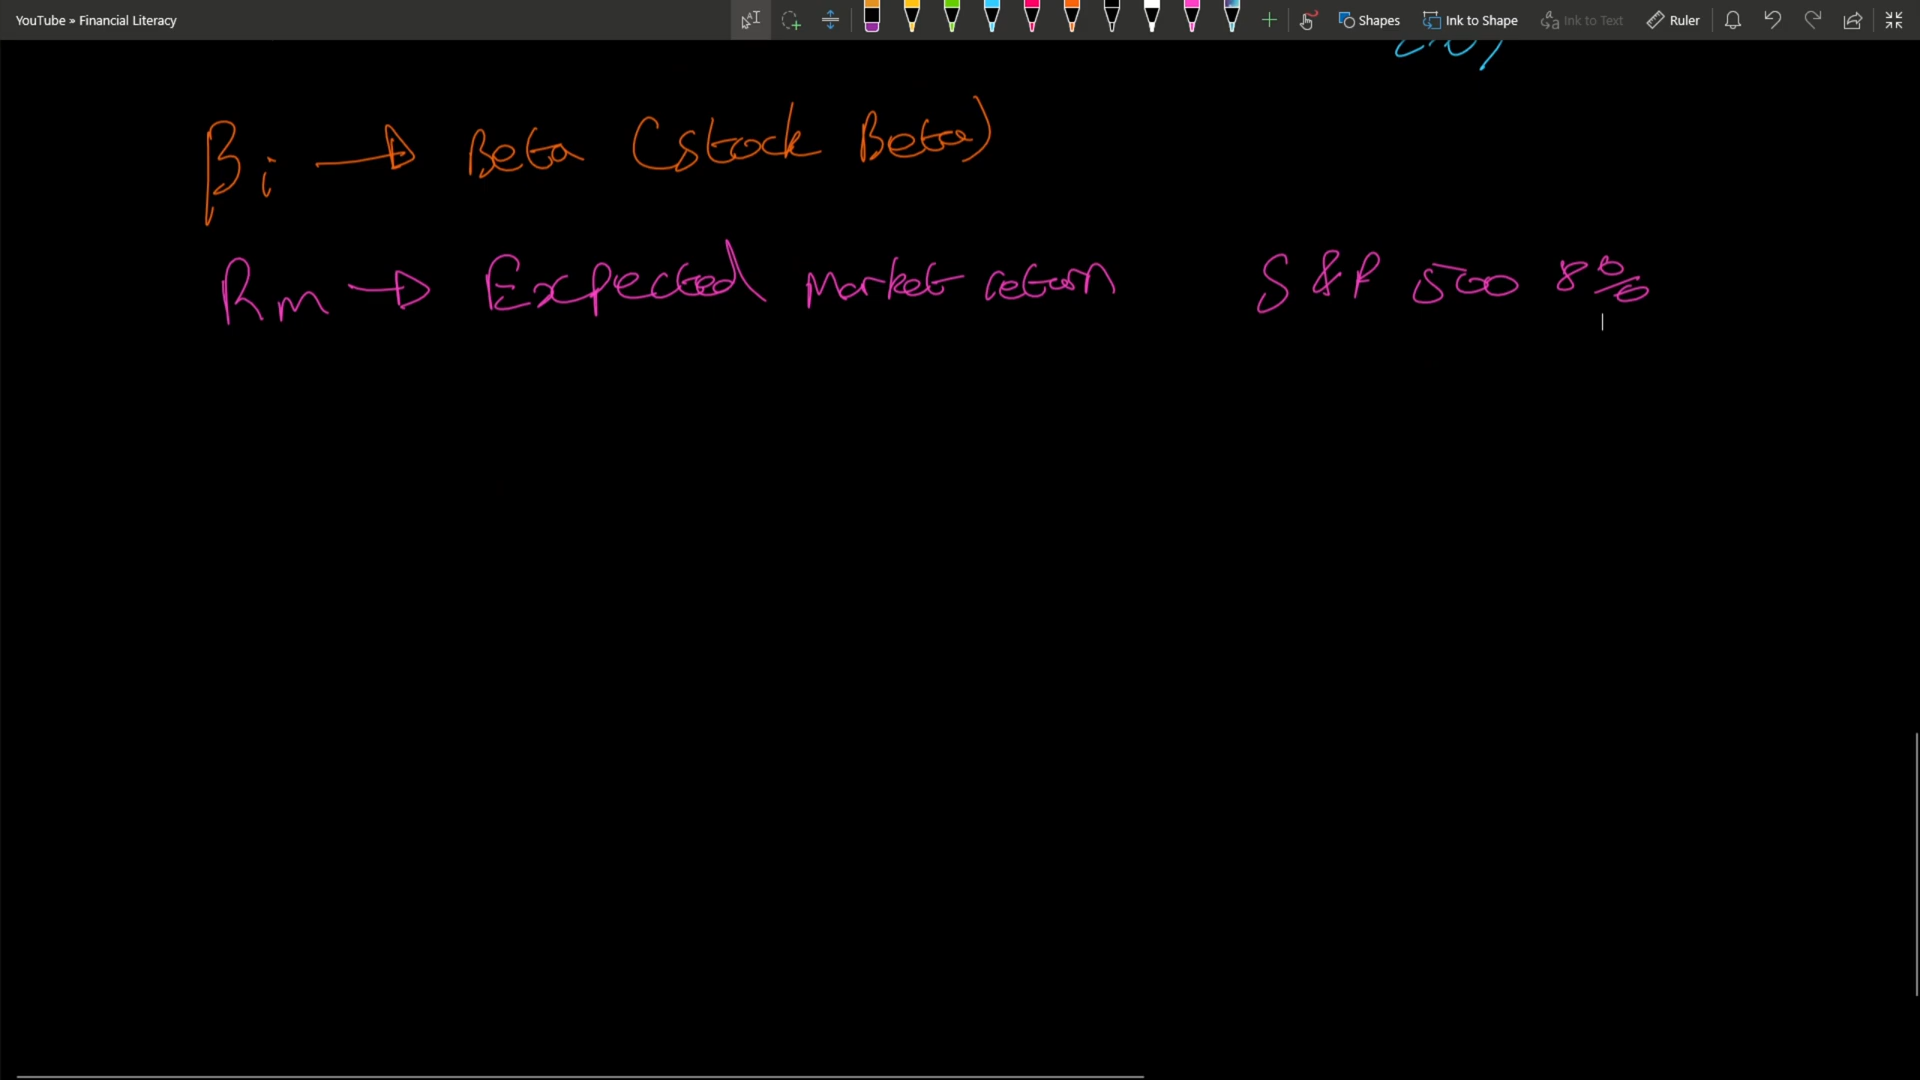 YouTube » Financial Literacy
Shapes Ink to Shape Ink to Text Ruler
βi → Beta (Stock Beta)
Rm → Expected Market return S&P 500 8%